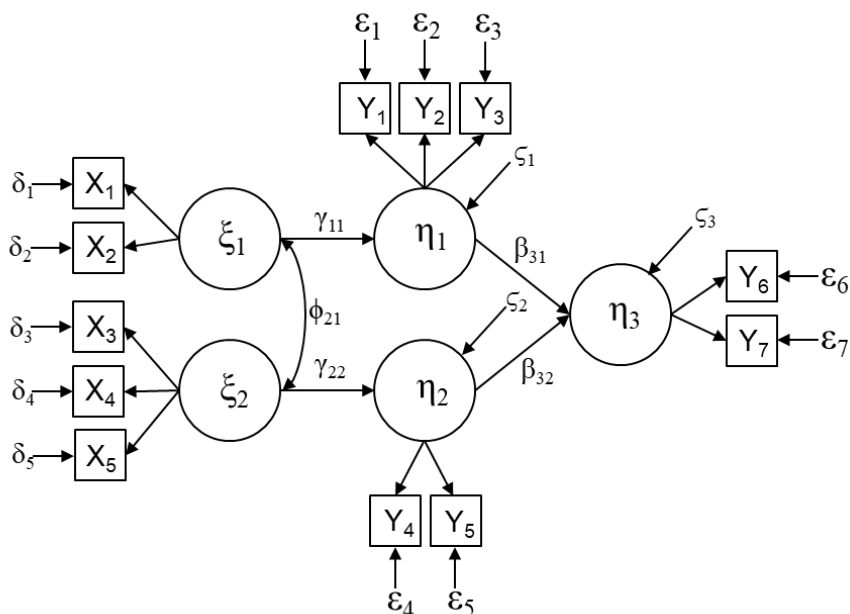 ε₁ ε₂ ε₃
Y₁ Y₂ Y₃
δ₁ X₁
ς₁
ξ₁ γ₁₁ η₁
δ₂ X₂
β₃₁
ς₃
Y₆ ε₆
η₃
δ₃ X₃
ϕ₂₁
ς₂
Y₇ ε₇
γ₂₂
β₃₂
δ₄ X₄
ξ₂ η₂
δ₅ X₅
Y₄ Y₅
ε₄ ε₅